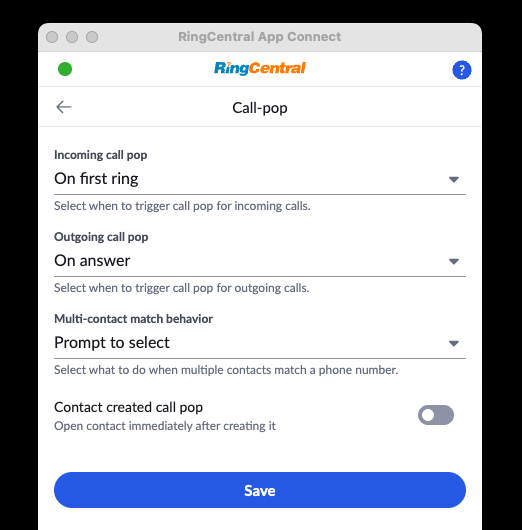 RingCentral App Connect
RingCentral
?
Call-pop
Incoming call pop
On first ring
Select when to trigger call pop for incoming calls.
Outgoing call pop
On answer
Select when to trigger call pop for outgoing calls.
Multi-contact match behavior
Prompt to select
Select what to do when multiple contacts match a phone number.
Contact created call pop
Open contact immediately after creating it
Save